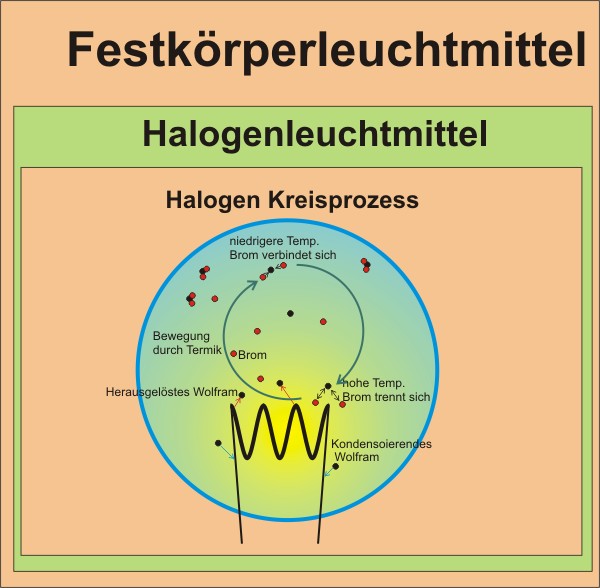 Festkörperleuchtmittel
Halogenleuchtmittel
Halogen Kreisprozess
niedrigere Temp.
Brom verbindet sich
Bewegung
durch Termik
Brom
hohe Temp.
Brom trennt sich
Herausgelöstes Wolfram
Kondensoierendes
Wolfram